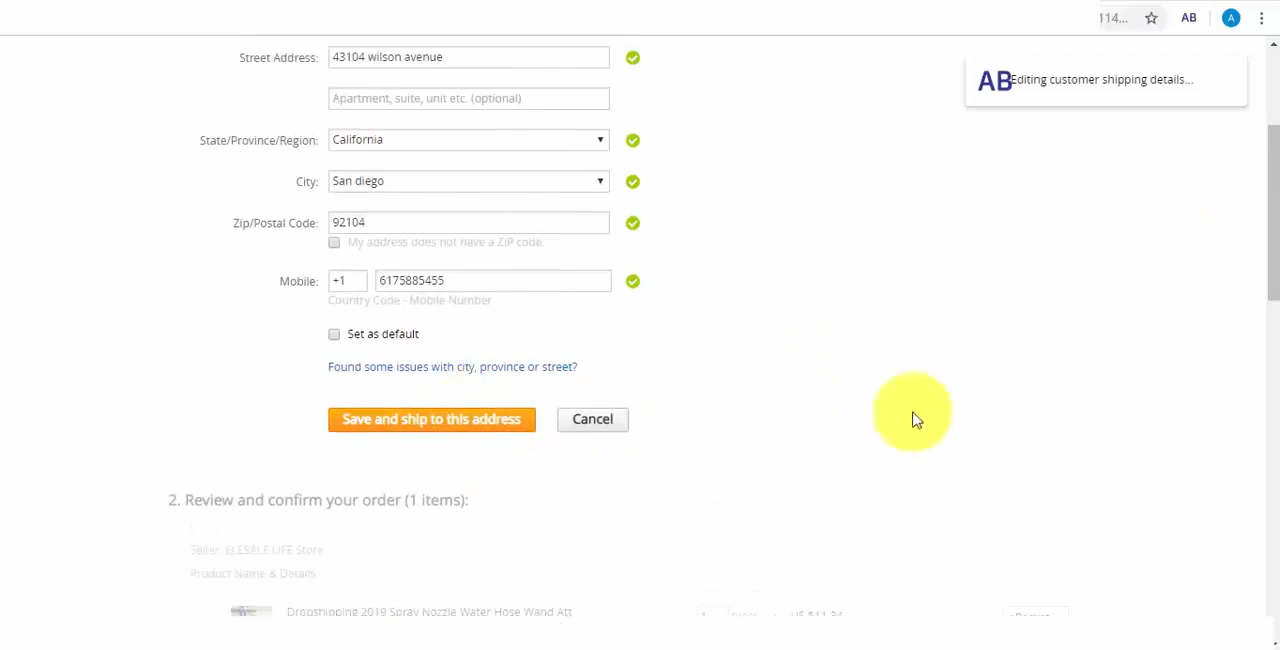 114...
AB
A
Street Address: 43104 wilson avenue
AB Editing customer shipping details...
Apartment, suite, unit etc. (optional)
State/Province/Region: California
City: San diego
Zip/Postal Code: 92104
My address does not have a ZIP code.
Mobile: +1 6175885455
Country Code - Mobile Number
Set as default
Found some issues with city, province or street?
Save and ship to this address
Cancel
2. Review and confirm your order (1 items):
Seller: ELESALE LIFE Store
Product Name & Details
Dropshipping 2019 Spray Nozzle Water Hose Wand Att
1
US $11.34